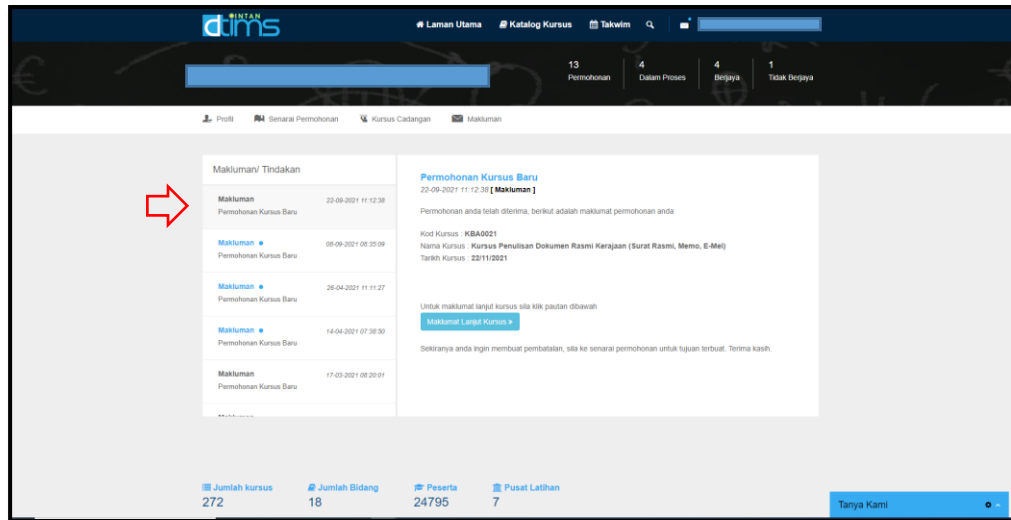 INTAN
dtims
Laman Utama Katalog Kursus Takwim
13 4 4 1
Permohonan Dalam Proses Berjaya Tidak Berjaya
Profil Senarai Permohonan Kursus Cadangan Makluman
Makluman/ Tindakan
Makluman 22-09-2021 11:12:38
Permohonan Kursus Baru
Makluman 08-09-2021 08:35:09
Permohonan Kursus Baru
Makluman 26-04-2021 11:11:27
Permohonan Kursus Baru
Makluman 14-04-2021 07:38:50
Permohonan Kursus Baru
Makluman 17-03-2021 08:20:01
Permohonan Kursus Baru
Permohonan Kursus Baru
22-09-2021 11:12:38 [ Makluman ]
Permohonan anda telah diterima, berikut adalah maklumat permohonan anda
Kod Kursus : KBA0021
Nama Kursus : Kursus Penulisan Dokumen Rasmi Kerajaan (Surat Rasmi, Memo, E-Mel)
Tarikh Kursus : 22/11/2021
Untuk maklumat lanjut kursus sila klik pautan dibawah
Maklumat Lanjut Kursus >
Sekiranya anda ingin membuat pembatalan, sila ke senarai permohonan untuk tujuan terbuat. Terima kasih.
Jumlah kursus Jumlah Bidang Peserta Pusat Latihan
272 18 24795 7
Tanya Kami